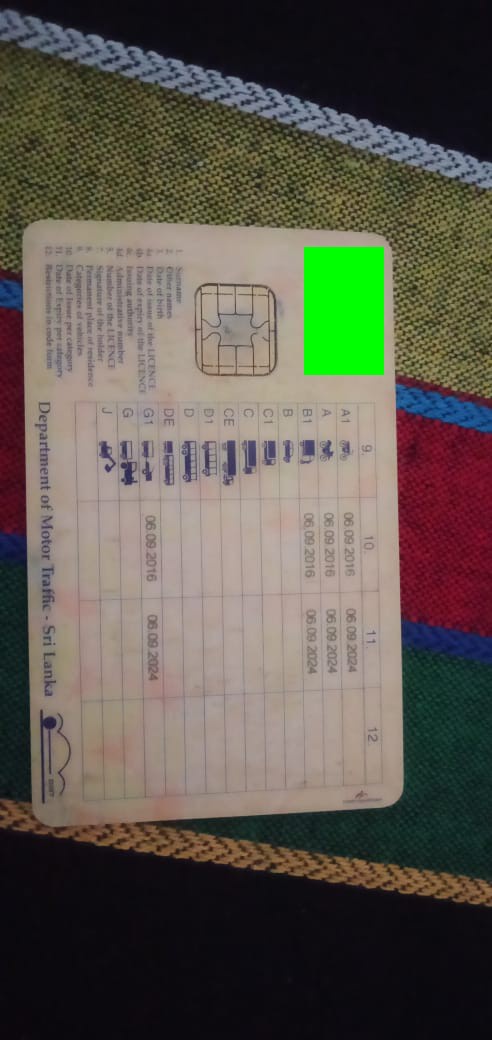 9. 10. 11. 12.
A1 06.09.2016 06.09.2024
A 06.09.2016 06.09.2024
B1 06.09.2016 06.09.2024
B
C1
C
CE
D1
D
DE
G1 06.09.2016 06.09.2024
G
J
1. Surname
2. Other names
3. Date of birth
4a Date of issue of the LICENCE
4b Date of expiry of the LICENCE
4c Issuing authority
4d Administrative number
5. Number of the LICENCE
7. Signature of the holder
8. Permanent place of residence
9. Categories of vehicles
10. Date of Issue per category
11. Date of Expiry per category
12. Restrictions in code form
Department of Motor Traffic - Sri Lanka
DMT